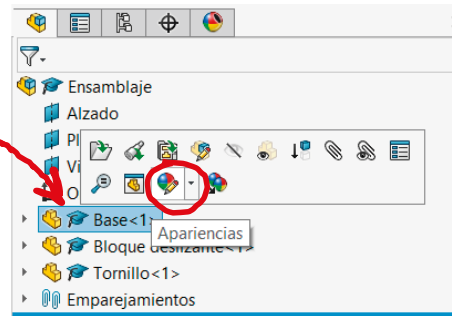 Ensamblaje
Alzado
Pl
Vi
O
Base<1>
Apariencias
Bloque deslizante<1>
Tornillo<1>
Emparejamientos